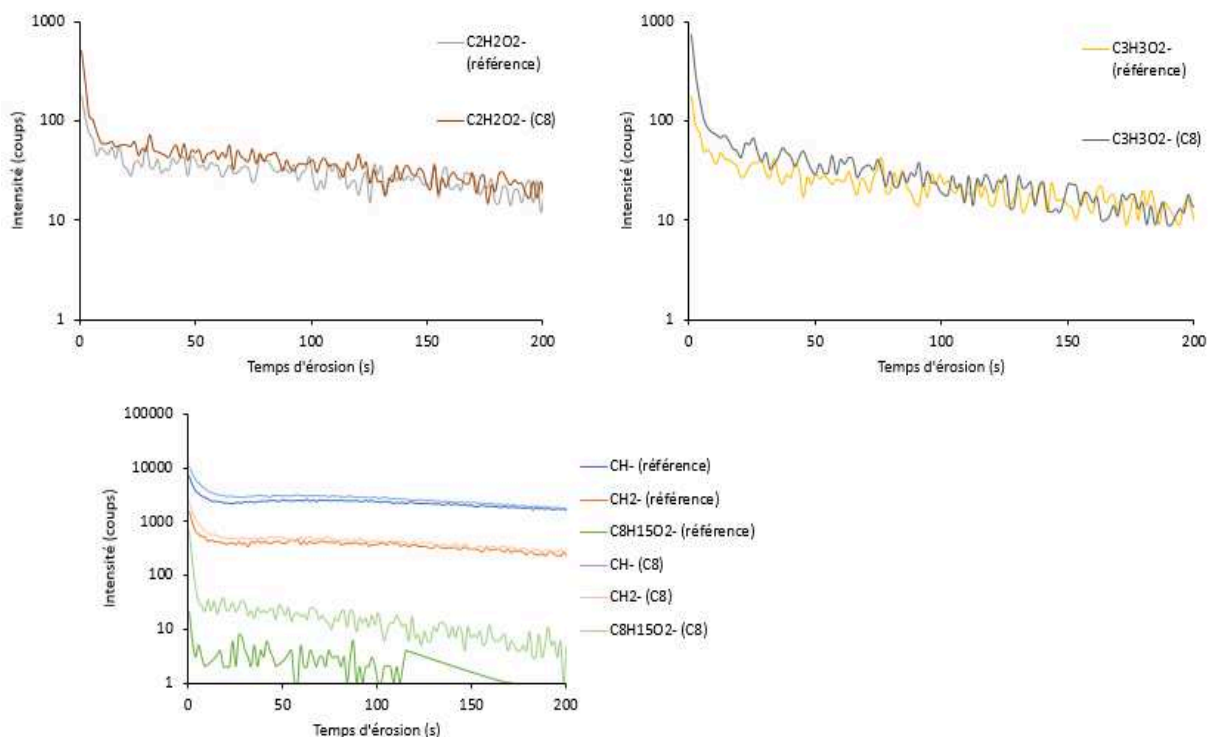 1000
100
10
1
0
50
100
150
200
Intensité (coups)
Temps d'érosion (s)
C2H2O2-
(référence)
C2H2O2- (C8)
1000
100
10
1
0
50
100
150
200
Intensité (coups)
Temps d'érosion (s)
C3H3O2-
(référence)
C3H3O2- (C8)
100000
10000
1000
100
10
1
0
50
100
150
200
Intensité (coups)
Temps d'érosion (s)
CH- (référence)
CH2- (référence)
C8H15O2- (référence)
CH- (C8)
CH2- (C8)
C8H15O2- (C8)